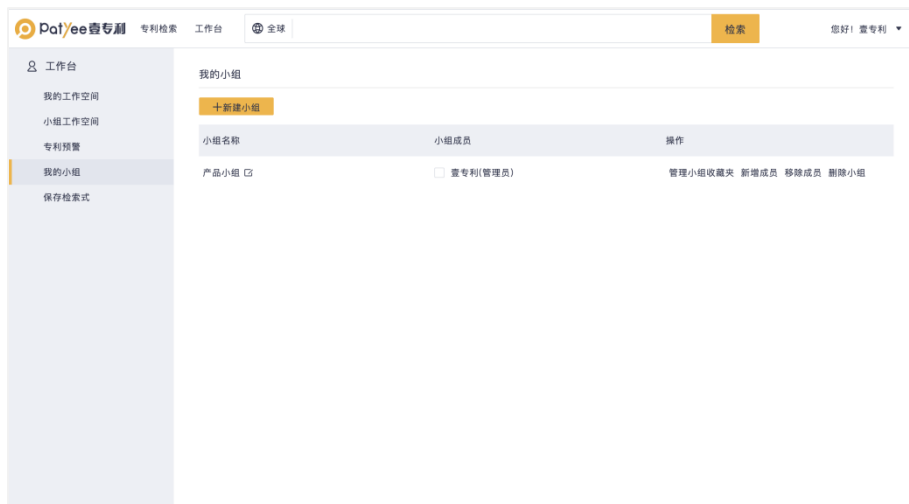 Patyee壹专利 专利检索 工作台 全球 检索 您好！壹专利
工作台
我的工作空间
小组工作空间
专利预警
我的小组
保存检索式
我的小组
十新建小组
小组名称 小组成员 操作
产品小组 壹专利(管理员) 管理小组收藏夹 新增成员 移除成员 删除小组